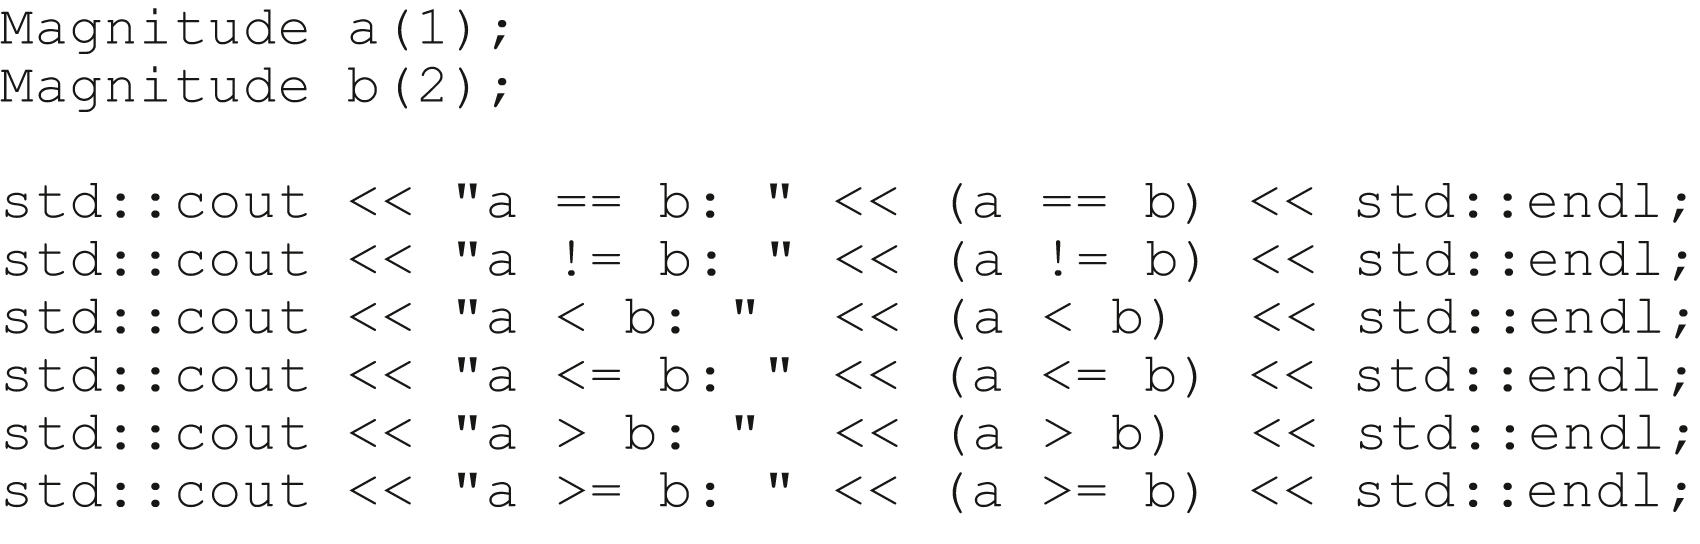 Magnitude a(1);
Magnitude b(2);

std::cout << "a == b: " << (a == b) << std::endl;
std::cout << "a != b: " << (a != b) << std::endl;
std::cout << "a < b: "  << (a < b)  << std::endl;
std::cout << "a <= b: " << (a <= b) << std::endl;
std::cout << "a > b: "  << (a > b)  << std::endl;
std::cout << "a >= b: " << (a >= b) << std::endl;